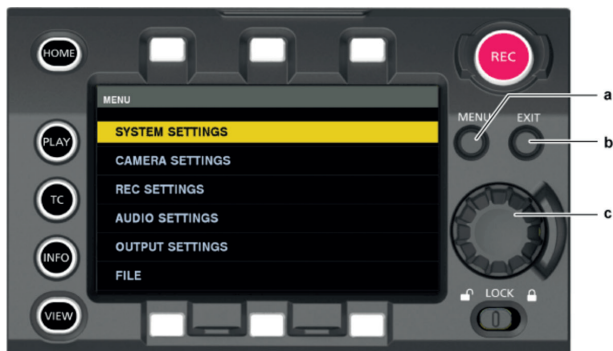 HOME
REC
MENU
MENU
EXIT
a
SYSTEM SETTINGS
PLAY
b
CAMERA SETTINGS
TC
REC SETTINGS
AUDIO SETTINGS
c
OUTPUT SETTINGS
INFO
FILE
LOCK
VIEW